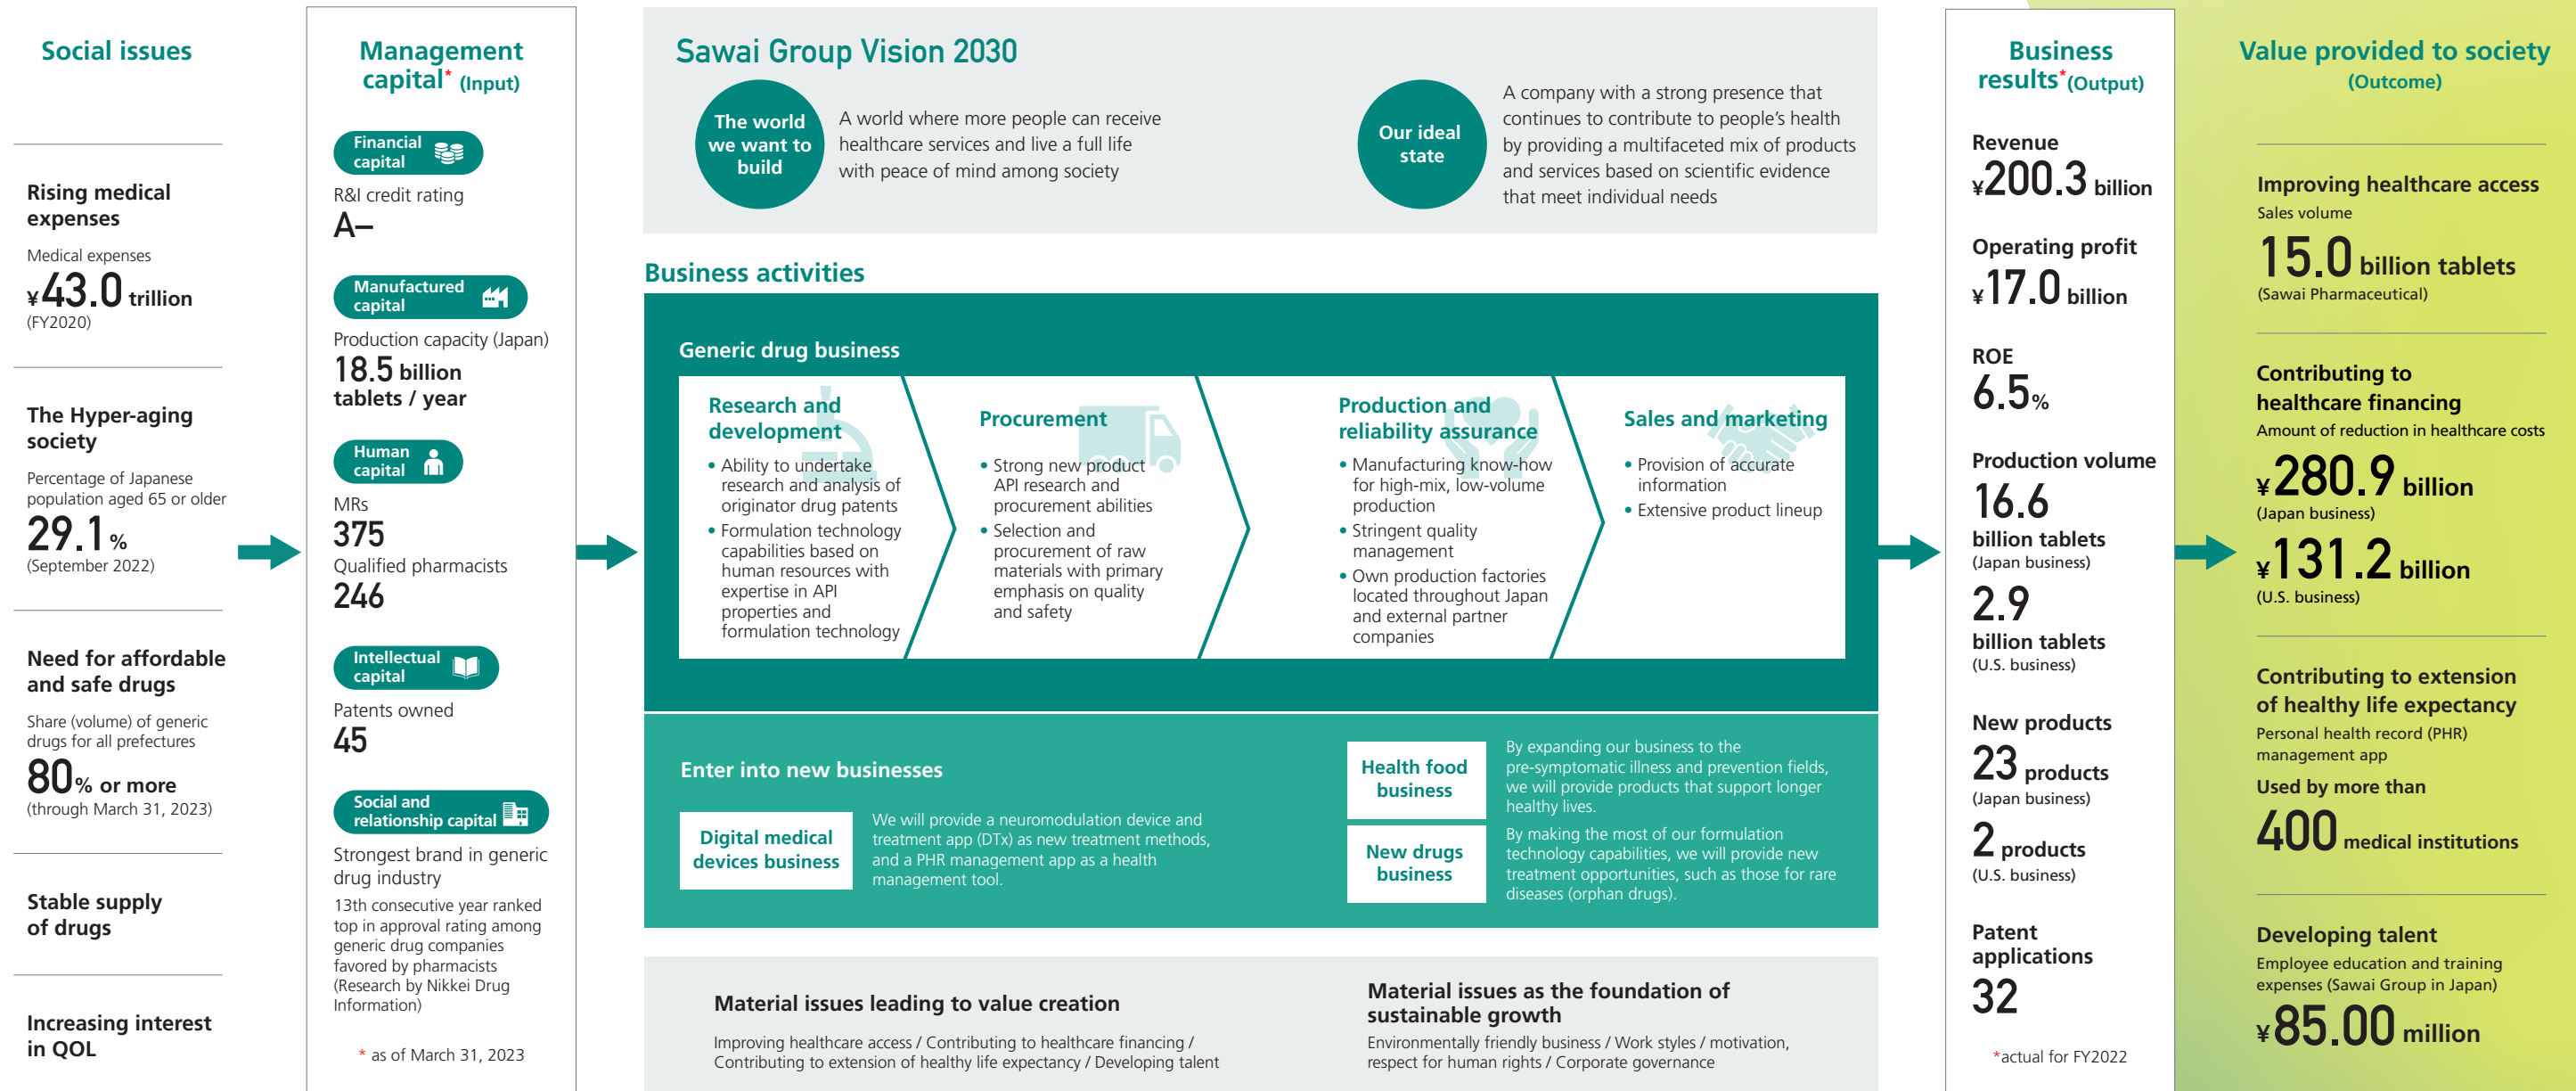 Social issues
Rising medical
expenses
Medical expenses
¥43.0 trillion
(FY2020)
The Hyper-aging
society
Percentage of Japanese
population aged 65 or older
29.1 %
(September 2022)
Need for affordable
and safe drugs
Share (volume) of generic
drugs for all prefectures
80% or more
(through March 31, 2023)
Stable supply
of drugs
Increasing interest
in QOL
Management
capital* (Input)
Financial
capital
R&I credit rating
A–
Manufactured
capital
Production capacity (Japan)
18.5 billion
tablets / year
Human
capital
MRs
375
Qualified pharmacists
246
Intellectual
capital
Patents owned
45
Social and
relationship capital
Strongest brand in generic
drug industry
13th consecutive year ranked
top in approval rating among
generic drug companies
favored by pharmacists
(Research by Nikkei Drug
Information)
* as of March 31, 2023
Sawai Group Vision 2030
The world
we want to
build
A world where more people can receive
healthcare services and live a full life
with peace of mind among society
Our ideal
state
A company with a strong presence that
continues to contribute to people's health
by providing a multifaceted mix of products
and services based on scientific evidence
that meet individual needs
Business activities
Generic drug business
Research and
development
• Ability to undertake
research and analysis of
originator drug patents
• Formulation technology
capabilities based on
human resources with
expertise in API
properties and
formulation technology
Procurement
• Strong new product
API research and
procurement abilities
• Selection and
procurement of raw
materials with primary
emphasis on quality
and safety
Production and
reliability assurance
• Manufacturing know-how
for high-mix, low-volume
production
• Stringent quality
management
• Own production factories
located throughout Japan
and external partner
companies
Sales and marketing
• Provision of accurate
information
• Extensive product lineup
Enter into new businesses
Digital medical
devices business
We will provide a neuromodulation device and
treatment app (DTx) as new treatment methods,
and a PHR management app as a health
management tool.
Health food
business
By expanding our business to the
pre-symptomatic illness and prevention fields,
we will provide products that support longer
healthy lives.
New drugs
business
By making the most of our formulation
technology capabilities, we will provide new
treatment opportunities, such as those for rare
diseases (orphan drugs).
Material issues leading to value creation
Improving healthcare access / Contributing to healthcare financing /
Contributing to extension of healthy life expectancy / Developing talent
Material issues as the foundation of
sustainable growth
Environmentally friendly business / Work styles / motivation,
respect for human rights / Corporate governance
Business
results*(Output)
Revenue
¥200.3 billion
Operating profit
¥17.0 billion
ROE
6.5%
Production volume
16.6
billion tablets
(Japan business)
2.9
billion tablets
(U.S. business)
New products
23 products
(Japan business)
2 products
(U.S. business)
Patent
applications
32
*actual for FY2022
Value provided to society
(Outcome)
Improving healthcare access
Sales volume
15.0 billion tablets
(Sawai Pharmaceutical)
Contributing to
healthcare financing
Amount of reduction in healthcare costs
¥280.9 billion
(Japan business)
¥131.2 billion
(U.S. business)
Contributing to extension
of healthy life expectancy
Personal health record (PHR)
management app
Used by more than
400 medical institutions
Developing talent
Employee education and training
expenses (Sawai Group in Japan)
¥85.00 million